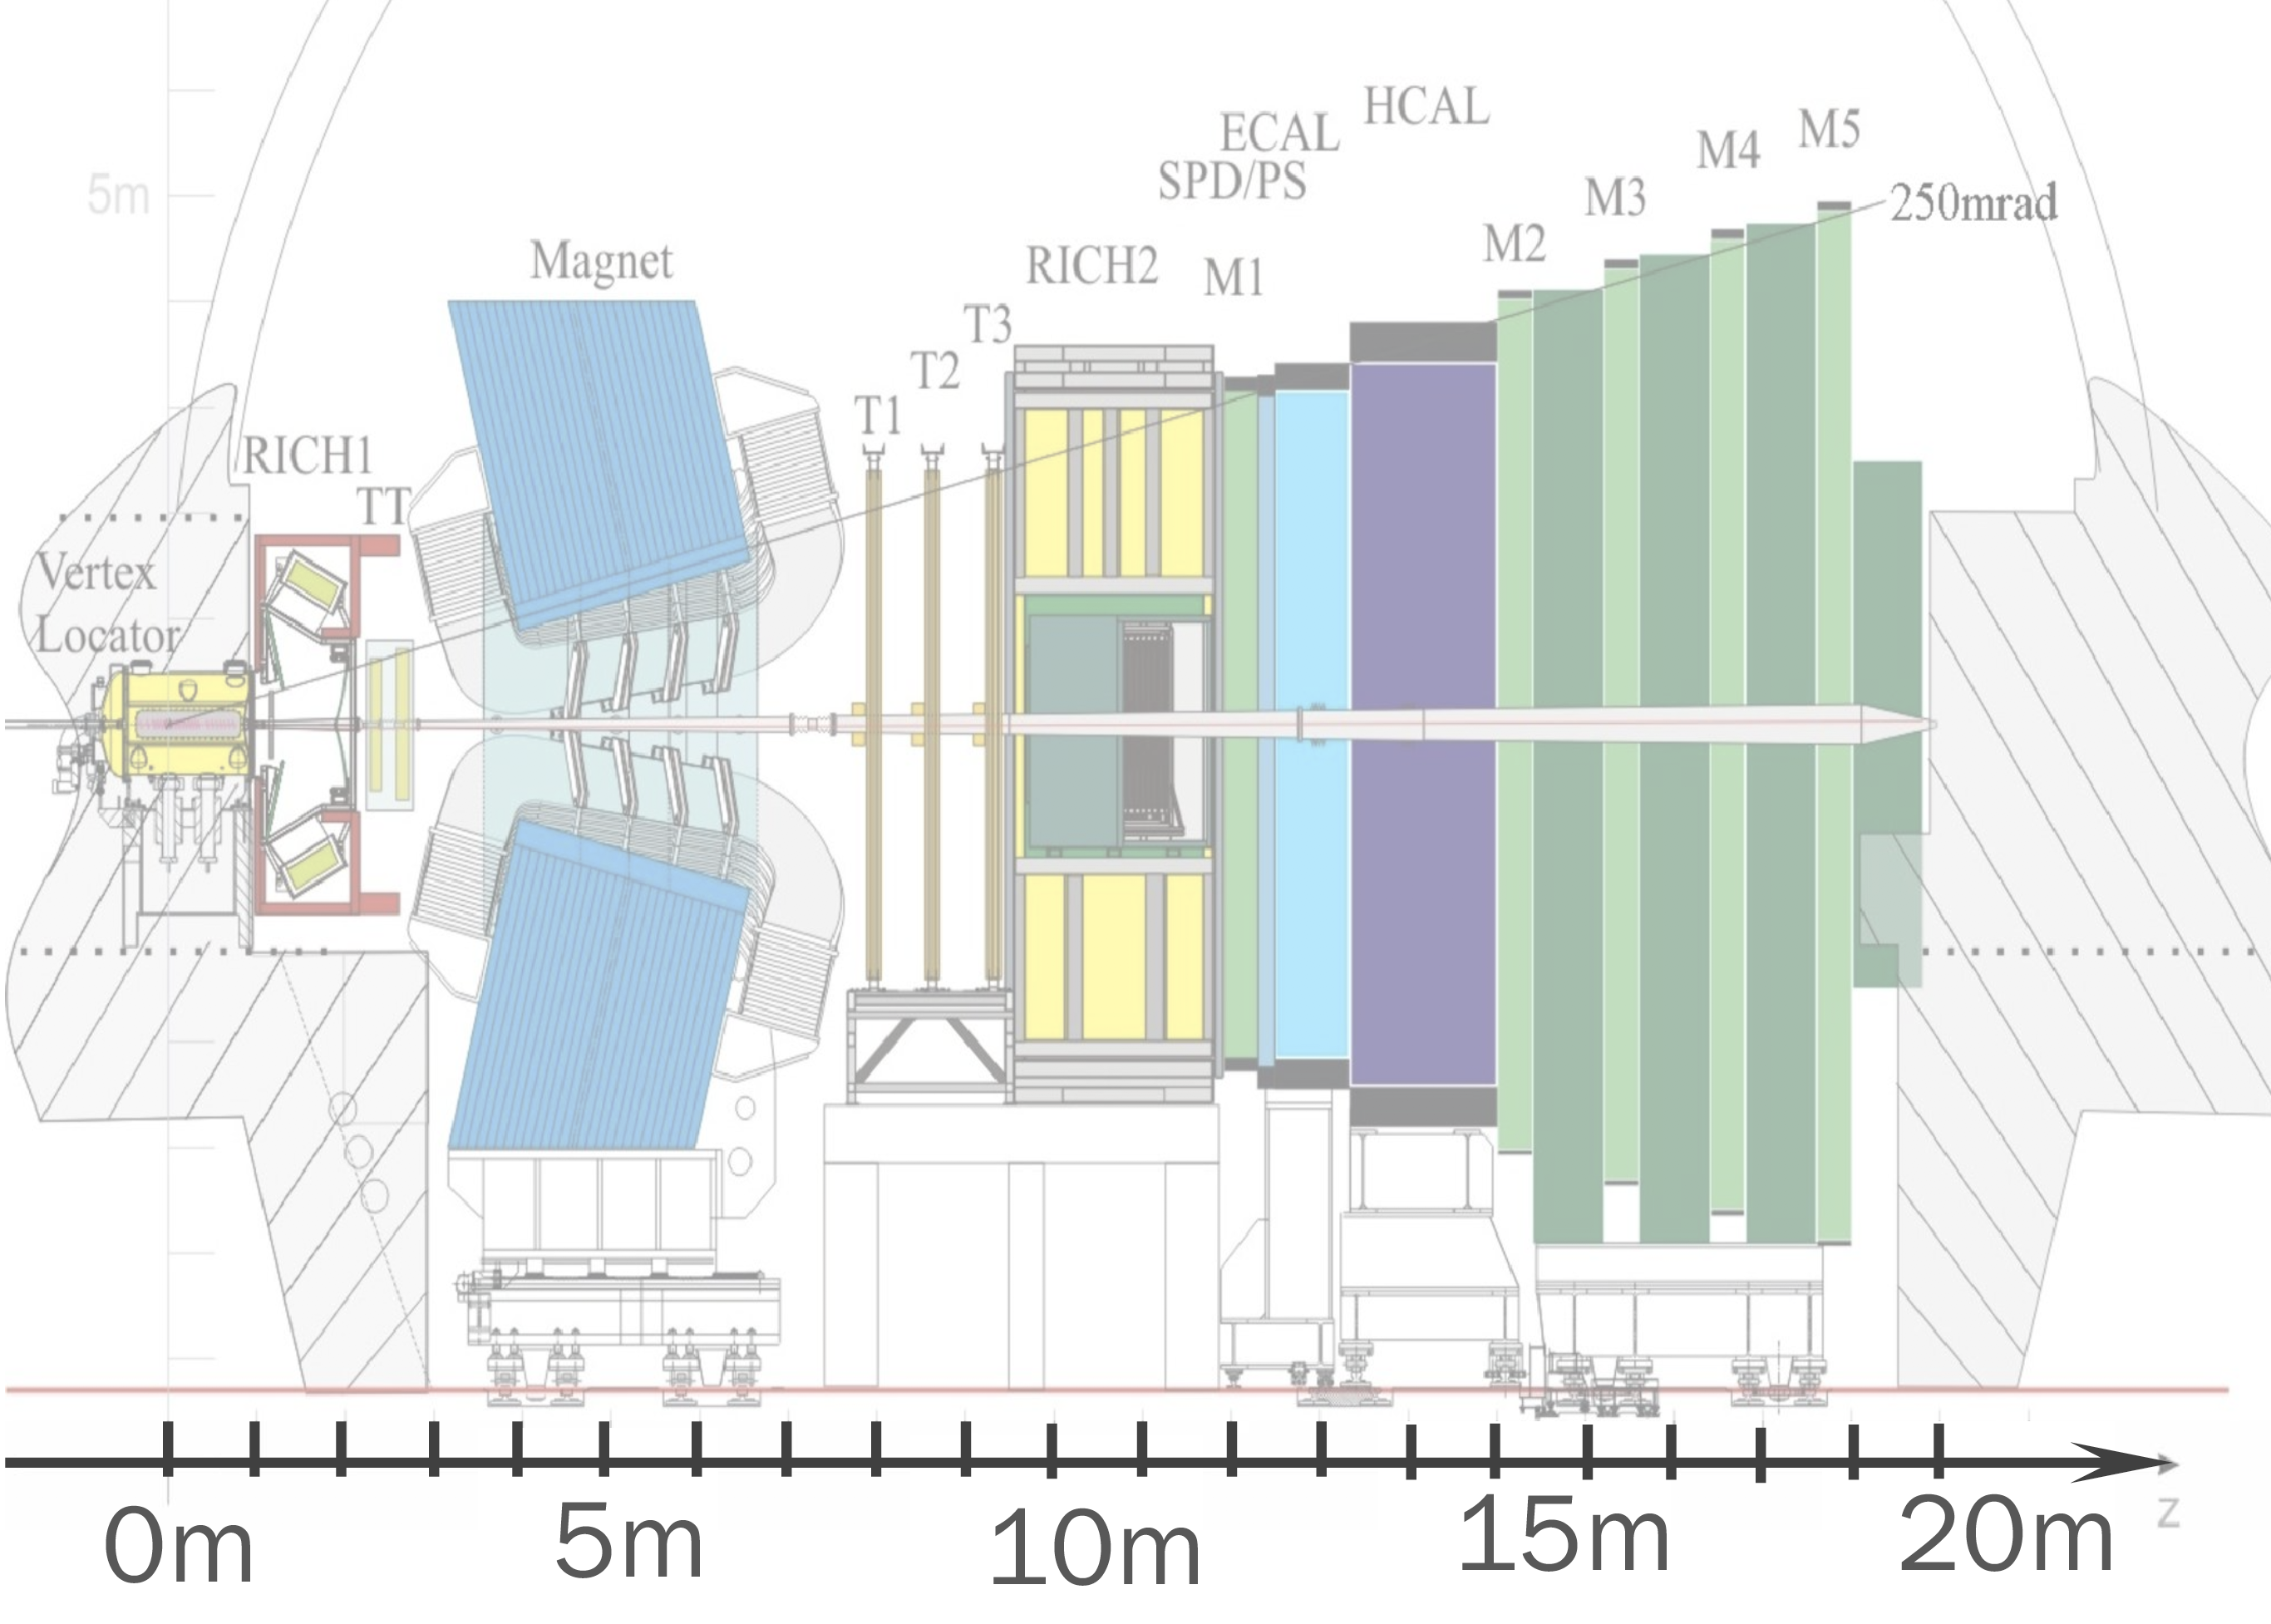 HCAL
ECAL
SPD/PS
M5
M4
M3
M2
250mrad
5m
Magnet
RICH2
M1
T3
T2
T1
RICH1
TT
Vertex
Locator
0m
5m
10m
15m
20m
z